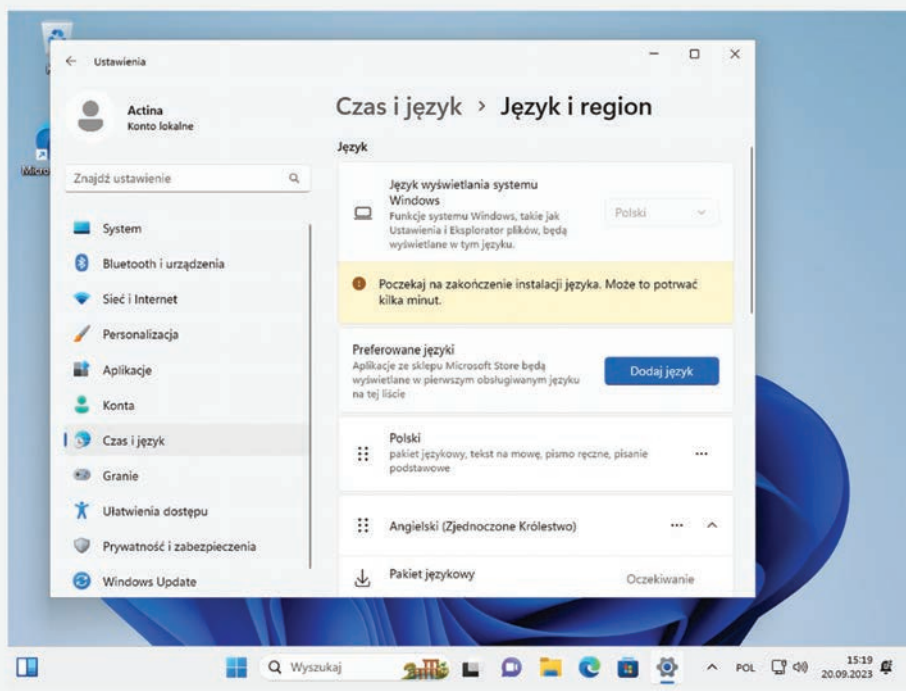 Ustawienia
Actina
Konto lokalne
Znajdź ustawienie
System
Bluetooth i urządzenia
Sieć i Internet
Personalizacja
Aplikacje
Konta
Czas i język
Granie
Ułatwienia dostępu
Prywatność i zabezpieczenia
Windows Update
Czas i język > Język i region
Język
Język wyświetlania systemu
Windows
Funkcje systemu Windows, takie jak
Ustawienia i Eksplorator plików, będą
wyświetlane w tym języku.
Polski
Poczekaj na zakończenie instalacji języka. Może to potrwać
kilka minut.
Preferowane języki
Aplikacje ze sklepu Microsoft Store będą
wyświetlane w pierwszym obsługiwanym języku
na tej liście
Dodaj język
Polski
pakiet językowy, tekst na mowę, pismo ręczne, pisanie
podstawowe
Angielski (Zjednoczone Królestwo)
Pakiet językowy
Oczekiwanie
Wyszukaj
POL
15:19
20.09.2023